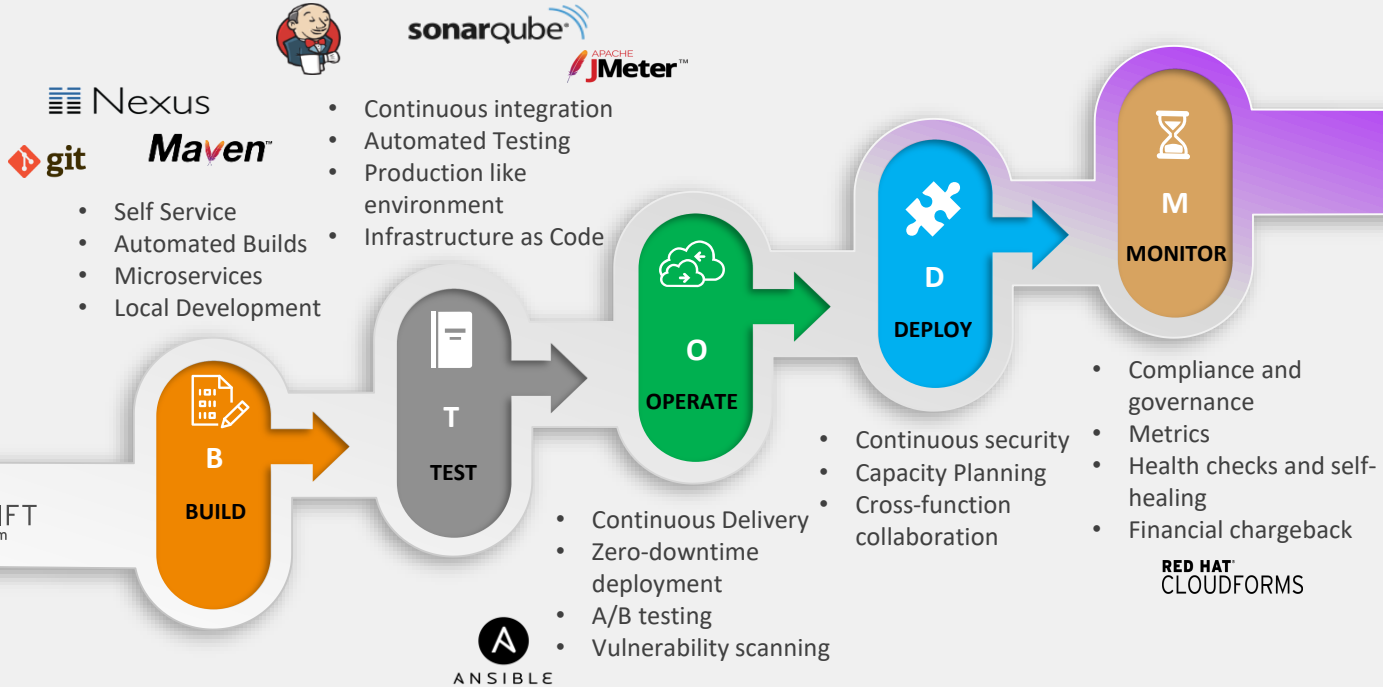 sonarqube
APACHE
JMeter™
Nexus
git
Maven™
• Continuous integration
• Automated Testing
• Production like
environment
• Infrastructure as Code
• Self Service
• Automated Builds
• Microservices
• Local Development
B
BUILD
T
TEST
O
OPERATE
D
DEPLOY
M
MONITOR
• Continuous Delivery
• Zero-downtime
deployment
• A/B testing
• Vulnerability scanning
A
ANSIBLE
• Continuous security
• Capacity Planning
• Cross-function
collaboration
• Compliance and
governance
• Metrics
• Health checks and self-
healing
• Financial chargeback
RED HAT®
CLOUDFORMS